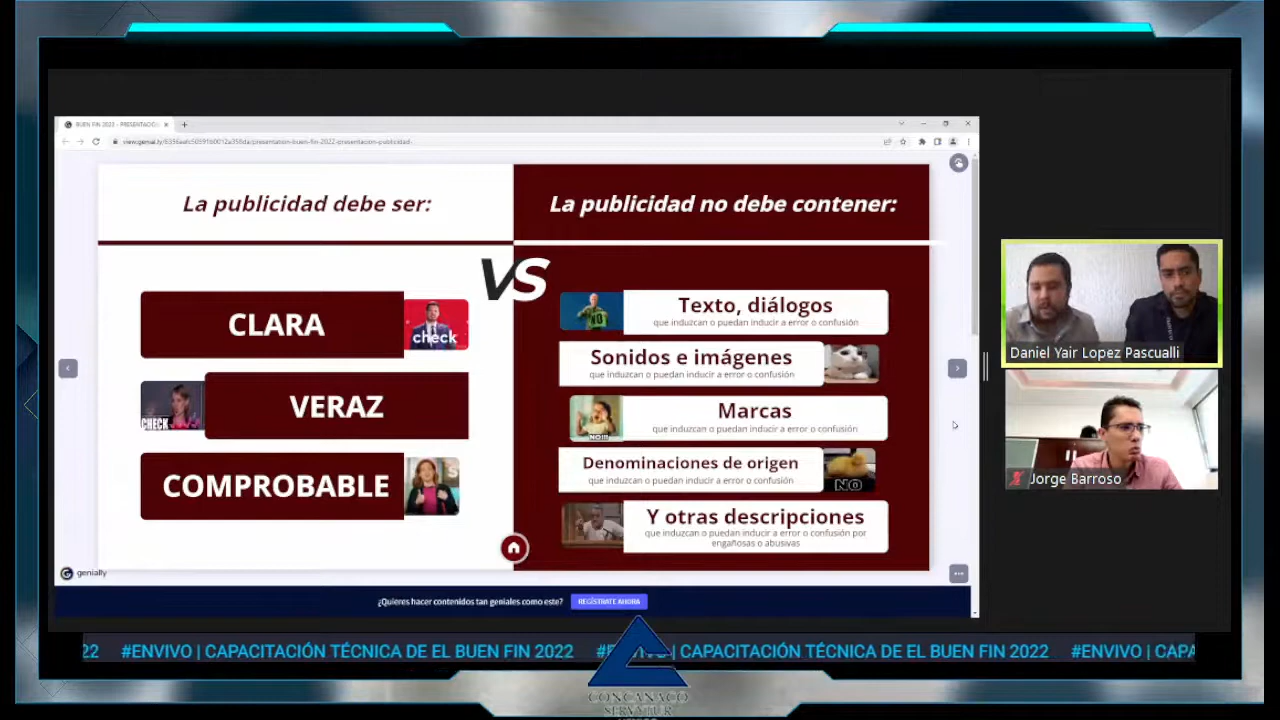 BUEN FIN 2022 - PRESENTACIÓ
La publicidad debe ser:
La publicidad no debe contener:
VS
CLARA
check
CHECK
VERAZ
COMPROBABLE
Texto, diálogos
que induzcan o puedan inducir a error o confusión
Sonidos e imágenes
que induzcan o puedan inducir a error o confusión
Marcas
que induzcan o puedan inducir a error o confusión
NO!!!
Denominaciones de origen
que induzcan o puedan inducir a error o confusión
NO
Y otras descripciones
que induzcan o puedan inducir a error o confusión por
engañosas o abusivas
genially
¿Quieres hacer contenidos tan geniales como este?
REGÍSTRATE AHORA
Daniel Yair Lopez Pascualli
Jorge Barroso
22 #ENVIVO | CAPACITACIÓN TÉCNICA DE EL BUEN FIN 2022 | CAPACITACIÓN TÉCNICA DE EL BUEN FIN 2022 #ENVIVO | CAPA
CONCANACO
SERVYTUR